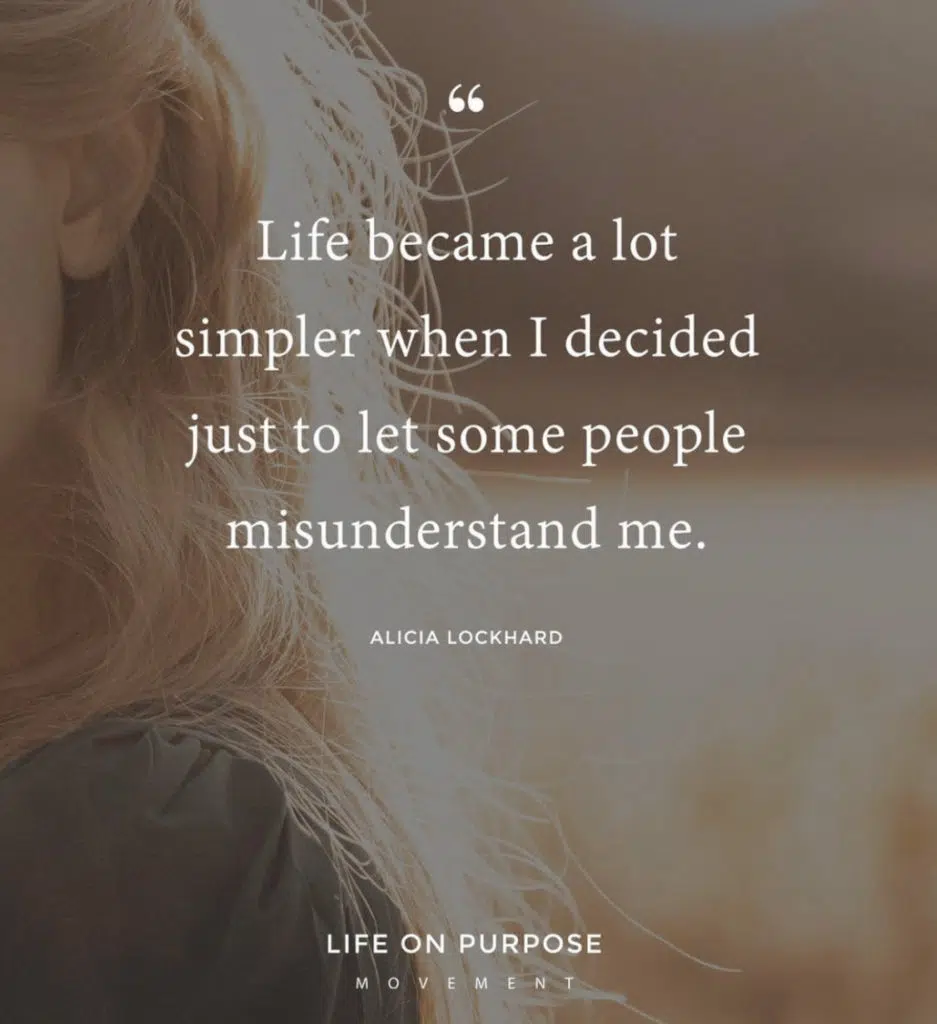 “
Life became a lot
simpler when I decided
just to let some people
misunderstand me.
ALICIA LOCKHARD
LIFE ON PURPOSE
MOVEMENT